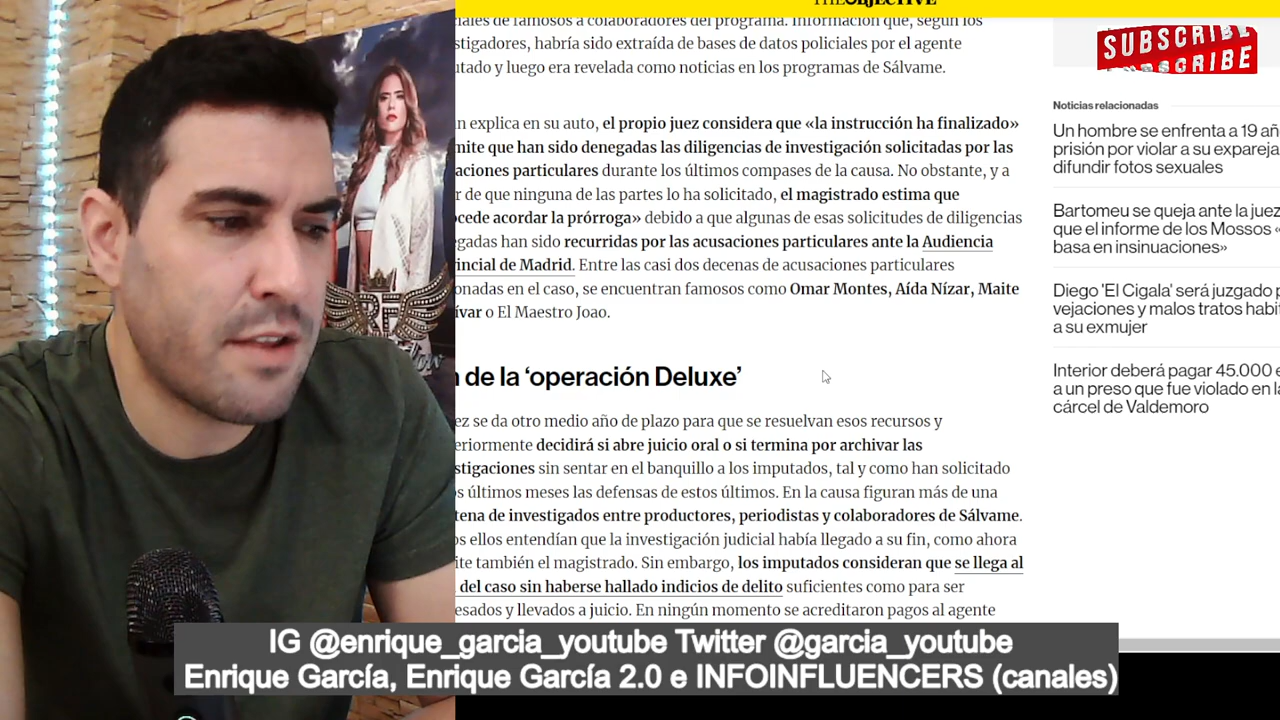 THE OBJECTIVE
ciales de famosos a colaboradores del programa. Información que, según los
stigadores, habría sido extraída de bases de datos policiales por el agente
utado y luego era revelada como noticias en los programas de Sálvame.
n explica en su auto, el propio juez considera que «la instrucción ha finalizado»
mite que han sido denegadas las diligencias de investigación solicitadas por las
aciones particulares durante los últimos compases de la causa. No obstante, y a
r de que ninguna de las partes lo ha solicitado, el magistrado estima que
ocede acordar la prórroga» debido a que algunas de esas solicitudes de diligencias
egadas han sido recurridas por las acusaciones particulares ante la Audiencia
incial de Madrid. Entre las casi dos decenas de acusaciones particulares
onadas en el caso, se encuentran famosos como Omar Montes, Aída Nízar, Maite
ívar o El Maestro Joao.
n de la ‘operación Deluxe’
ez se da otro medio año de plazo para que se resuelvan esos recursos y
eriormente decidirá si abre juicio oral o si termina por archivar las
stigaciones sin sentar en el banquillo a los imputados, tal y como han solicitado
os últimos meses las defensas de estos últimos. En la causa figuran más de una
tena de investigados entre productores, periodistas y colaboradores de Sálvame.
os ellos entendían que la investigación judicial había llegado a su fin, como ahora
ite también el magistrado. Sin embargo, los imputados consideran que se llega al
del caso sin haberse hallado indicios de delito suficientes como para ser
esados y llevados a juicio. En ningún momento se acreditaron pagos al agente
SUBSCRIBE
SUBSCRIBE
Noticias relacionadas
Un hombre se enfrenta a 19 añ
prisión por violar a su expareja
difundir fotos sexuales
Bartomeu se queja ante la juez
que el informe de los Mossos «
basa en insinuaciones»
Diego 'El Cigala' será juzgado p
vejaciones y malos tratos habi
a su exmujer
Interior deberá pagar 45.000 e
a un preso que fue violado en la
cárcel de Valdemoro
IG @enrique_garcia_youtube Twitter @garcia_youtube
Enrique García, Enrique García 2.0 e INFOINFLUENCERS (canales)